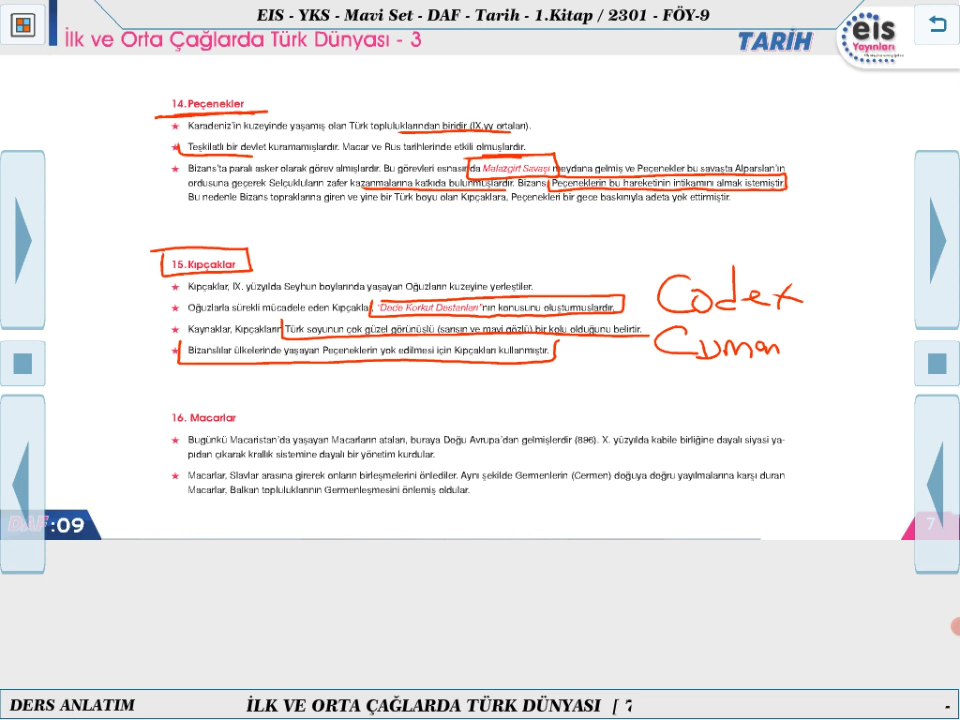 EIS - YKS - Mavi Set - DAF - Tarih - 1.Kitap / 2301 - FÖY-9
İlk ve Orta Çağlarda Türk Dünyası - 3
TARİH
eis
Yayınları
14.Peçenekler
★ Karadeniz'in kuzeyinde yaşamış olan Türk topluluklarından biridir (IX.yy ortaları).
★ Teşkilatlı bir devlet kuramamışlardır. Macar ve Rus tarihlerinde etkili olmuşlardır.
★ Bizans'ta paralı asker olarak görev almışlardır. Bu görevleri esnasında Malazgirt Savaşı meydana gelmiş ve Peçenekler bu savaşta Alparslan'ın
ordusuna geçerek Selçukluların zafer kazanmalarına katkıda bulunmuşlardır. Bizans, Peçeneklerin bu hareketinin intikamını almak istemiştir.
Bu nedenle Bizans topraklarına giren ve yine bir Türk boyu olan Kıpçaklara, Peçenekleri bir gece baskınıyla adeta yok ettirmiştir.
15.Kıpçaklar
★ Kıpçaklar, IX. yüzyılda Seyhun boylarında yaşayan Oğuzların kuzeyine yerleştiler.
★ Oğuzlarla sürekli mücadele eden Kıpçaklar, "Dede Korkut Destanları"nın konusunu oluşturmuşlardır.
★ Kaynaklar, Kıpçakların Türk soyunun çok güzel görünüşlü (sarışın ve mavi gözlü) bir kolu olduğunu belirtir.
★ Bizanslılar ülkelerinde yaşayan Peçeneklerin yok edilmesi için Kıpçakları kullanmıştır.
Codex
Cuman
16. Macarlar
★ Bugünkü Macaristan'da yaşayan Macarların ataları, buraya Doğu Avrupa'dan gelmişlerdir (896). X. yüzyılda kabile birliğine dayalı siyasi ya-
pıdan çıkarak krallık sistemine dayalı bir yönetim kurdular.
★ Macarlar, Slavlar arasına girerek onların birleşmelerini önlediler. Aynı şekilde Germenlerin (Cermen) doğuya doğru yayılmalarına karşı duran
Macarlar, Balkan topluluklarının Germenleşmesini önlemiş oldular.
DAF:09
7
DERS ANLATIM
İLK VE ORTA ÇAĞLARDA TÜRK DÜNYASI [ 7
-